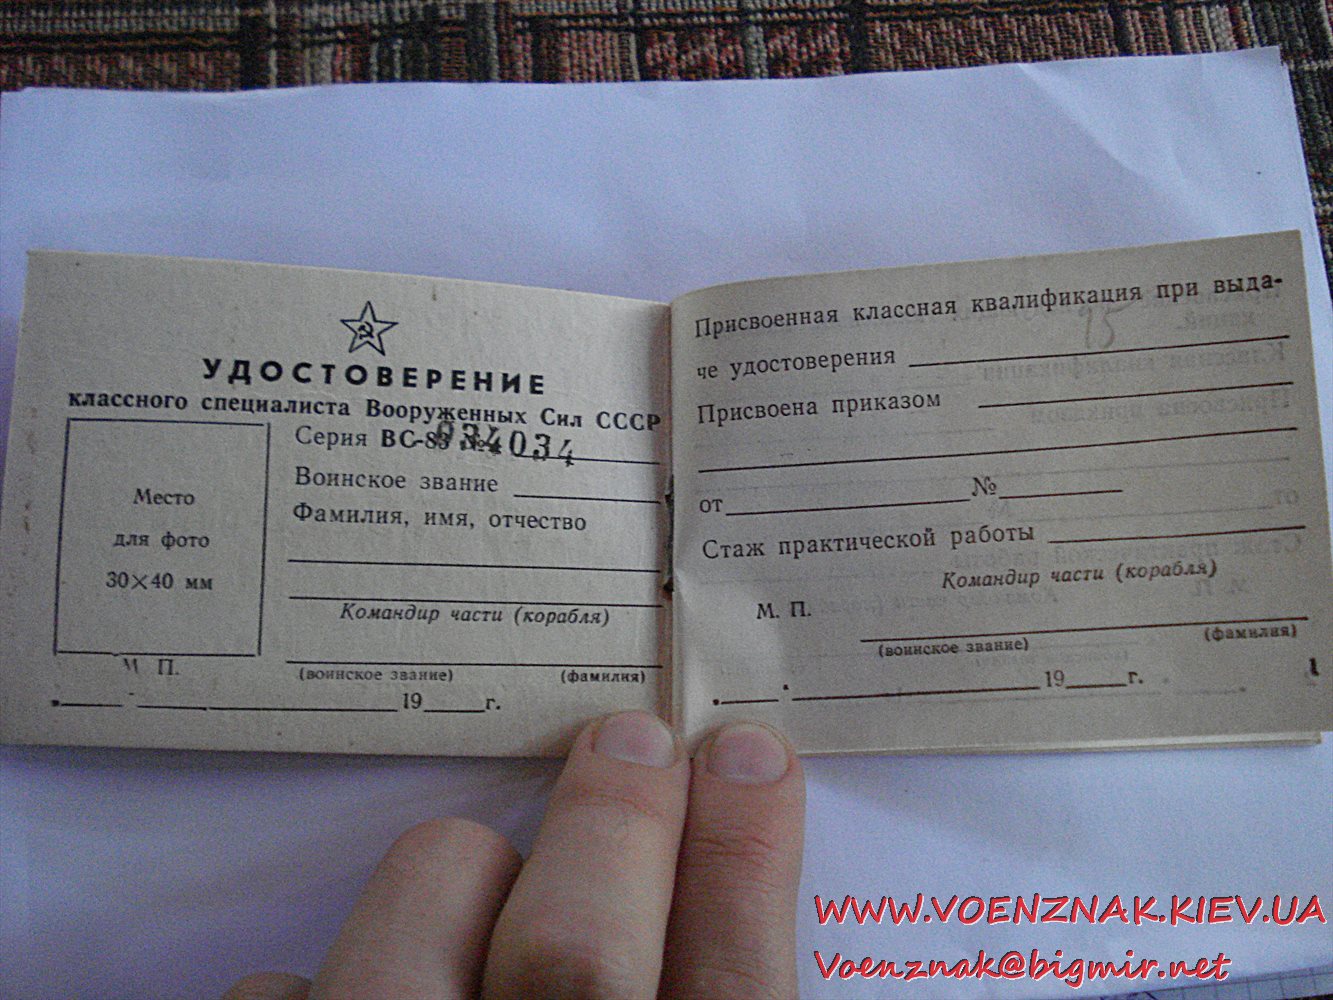 УДОСТОВЕРЕНИЕ
классного специалиста Вооруженных Сил СССР
Серия ВС-83 № 034034
Воинское звание
Фамилия, имя, отчество
Место
для фото
30×40 мм
Командир части (корабля)
М. П.
(воинское звание) (фамилия)
19 г.
Присвоенная классная квалификация при выда-
че удостоверения
15
Присвоена приказом
от № 
Стаж практической работы
Командир части (корабля)
М. П.
(воинское звание) (фамилия)
19 г.
1
WWW.VOENZNAK.KIEV.UA
Voenznak@bigmir.net